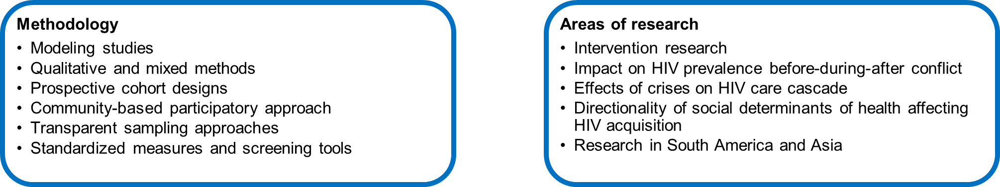 Methodology
• Modeling studies
• Qualitative and mixed methods
• Prospective cohort designs
• Community-based participatory approach
• Transparent sampling approaches
• Standardized measures and screening tools
Areas of research
• Intervention research
• Impact on HIV prevalence before-during-after conflict
• Effects of crises on HIV care cascade
• Directionality of social determinants of health affecting
HIV acquisition
• Research in South America and Asia